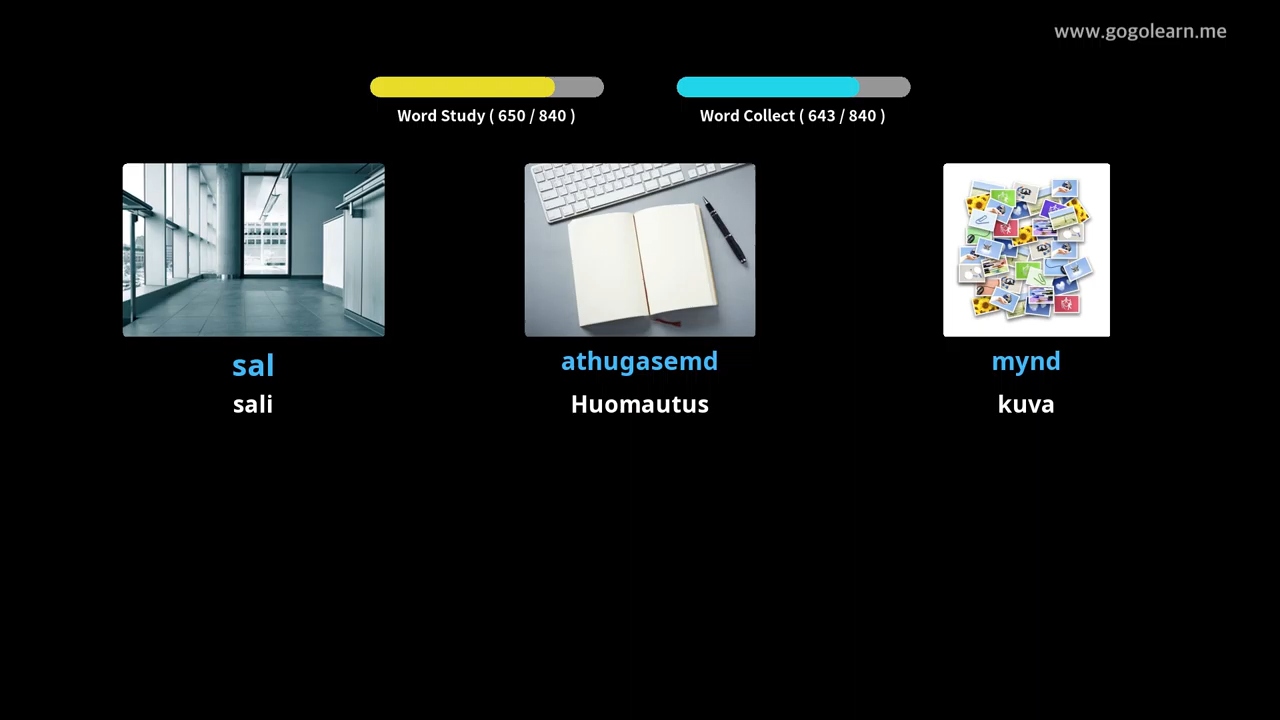 www.gogolearn.me
Word Study ( 650 / 840 )
Word Collect ( 643 / 840 )
sal
athugasemd
mynd
sali
Huomautus
kuva